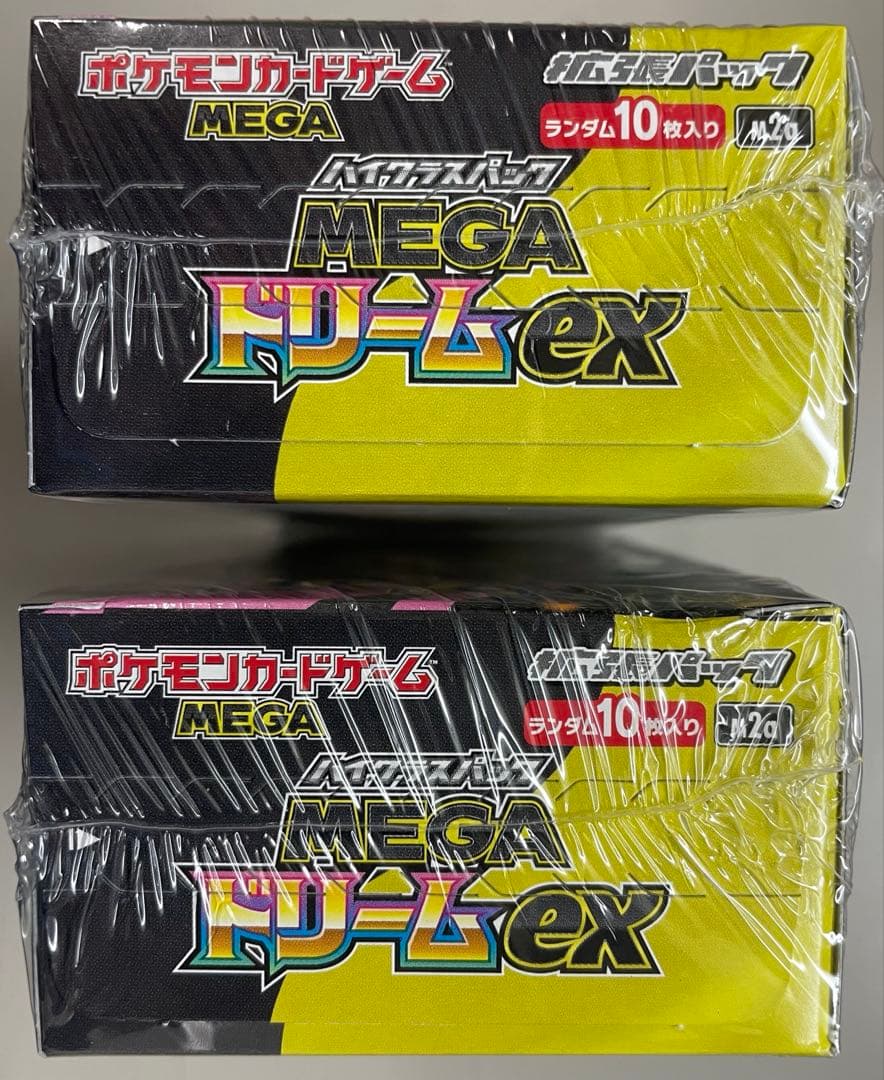 ポケモンカードゲーム™
MEGA
拡張パック
ランダム10枚入り
M2a
ハイクラスパック
MEGA
ドリームex
ポケモンカードゲーム™
MEGA
拡張パック
ランダム10枚入り
M2a
ハイクラスパック
MEGA
ドリームex